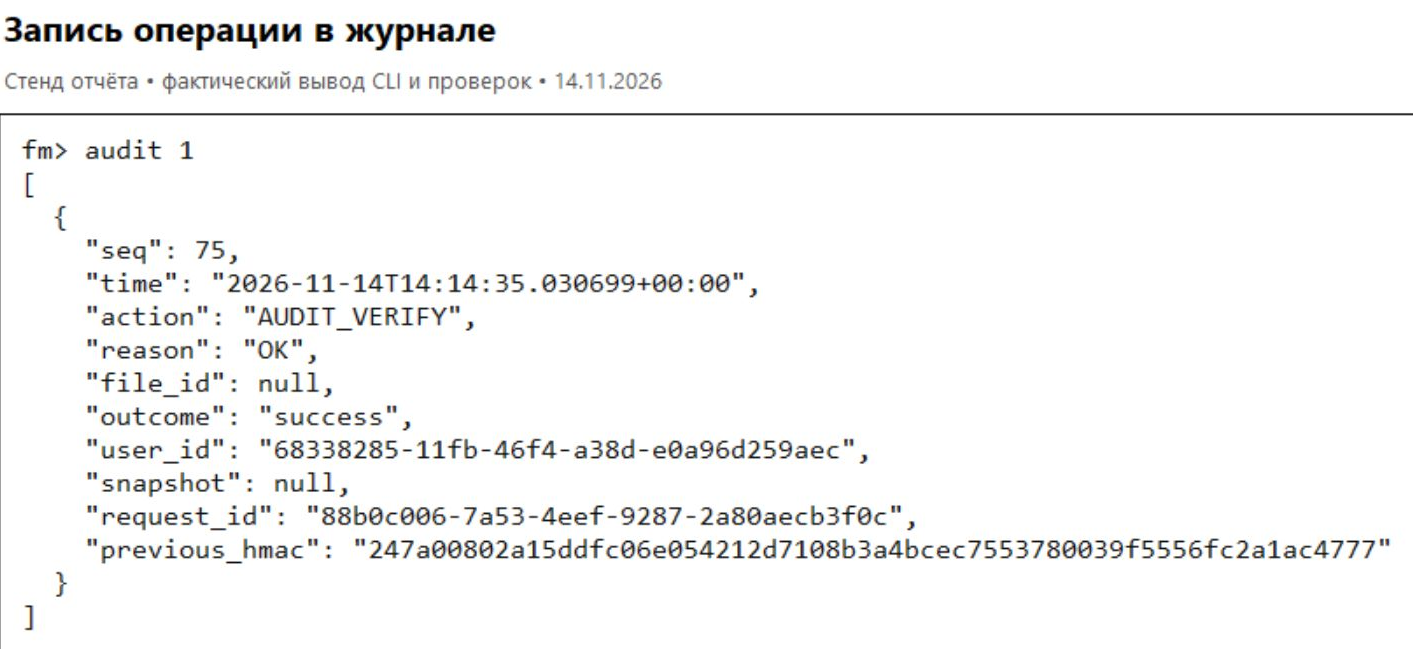 Запись операции в журнале
Стенд отчёта • фактический вывод CLI и проверок • 14.11.2026
fm> audit 1
[
  {
    "seq": 75,
    "time": "2026-11-14T14:14:35.030699+00:00",
    "action": "AUDIT_VERIFY",
    "reason": "OK",
    "file_id": null,
    "outcome": "success",
    "user_id": "68338285-11fb-46f4-a38d-e0a96d259aec",
    "snapshot": null,
    "request_id": "88b0c006-7a53-4eef-9287-2a80aecb3f0c",
    "previous_hmac": "247a00802a15ddfc06e054212d7108b3a4bcec7553780039f5556fc2a1ac4777"
  }
]